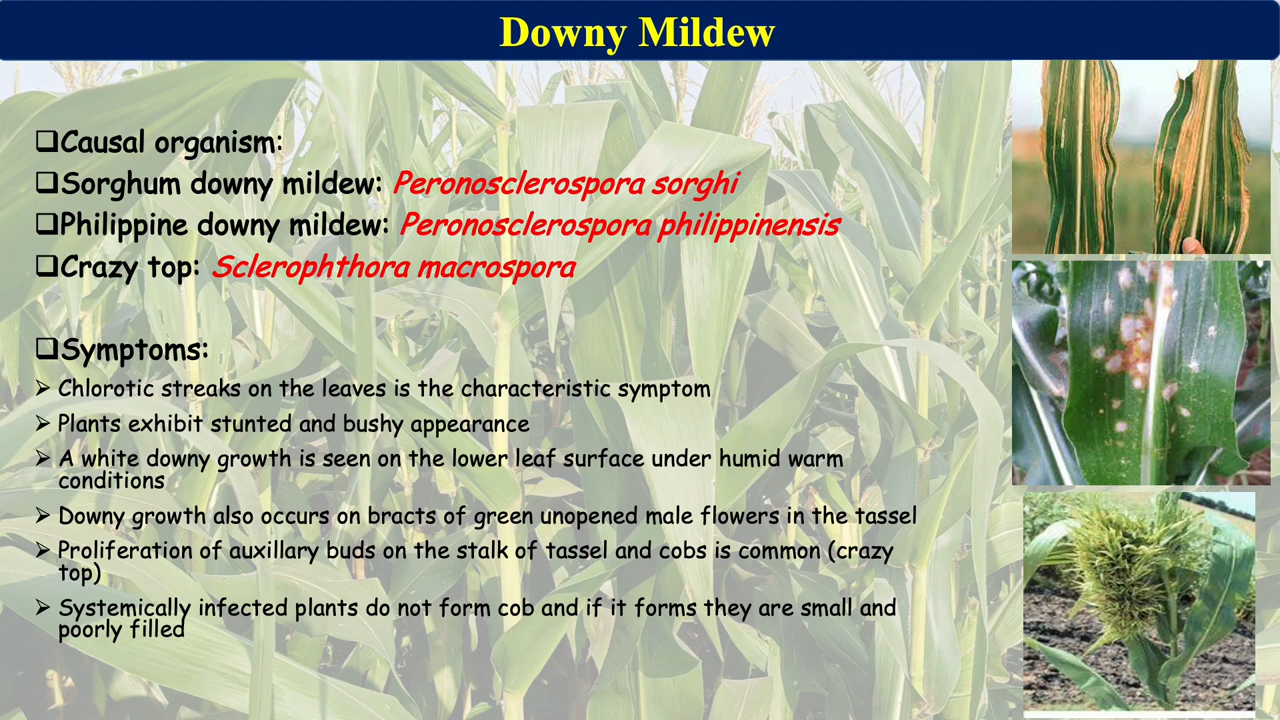 Downy Mildew
❑Causal organism:
❑Sorghum downy mildew: Peronosclerospora sorghi
❑Philippine downy mildew: Peronosclerospora philippinensis
❑Crazy top: Sclerophthora macrospora
❑Symptoms:
➢ Chlorotic streaks on the leaves is the characteristic symptom
➢ Plants exhibit stunted and bushy appearance
➢ A white downy growth is seen on the lower leaf surface under humid warm
conditions
➢ Downy growth also occurs on bracts of green unopened male flowers in the tassel
➢ Proliferation of auxillary buds on the stalk of tassel and cobs is common (crazy
top)
➢ Systemically infected plants do not form cob and if it forms they are small and
poorly filled